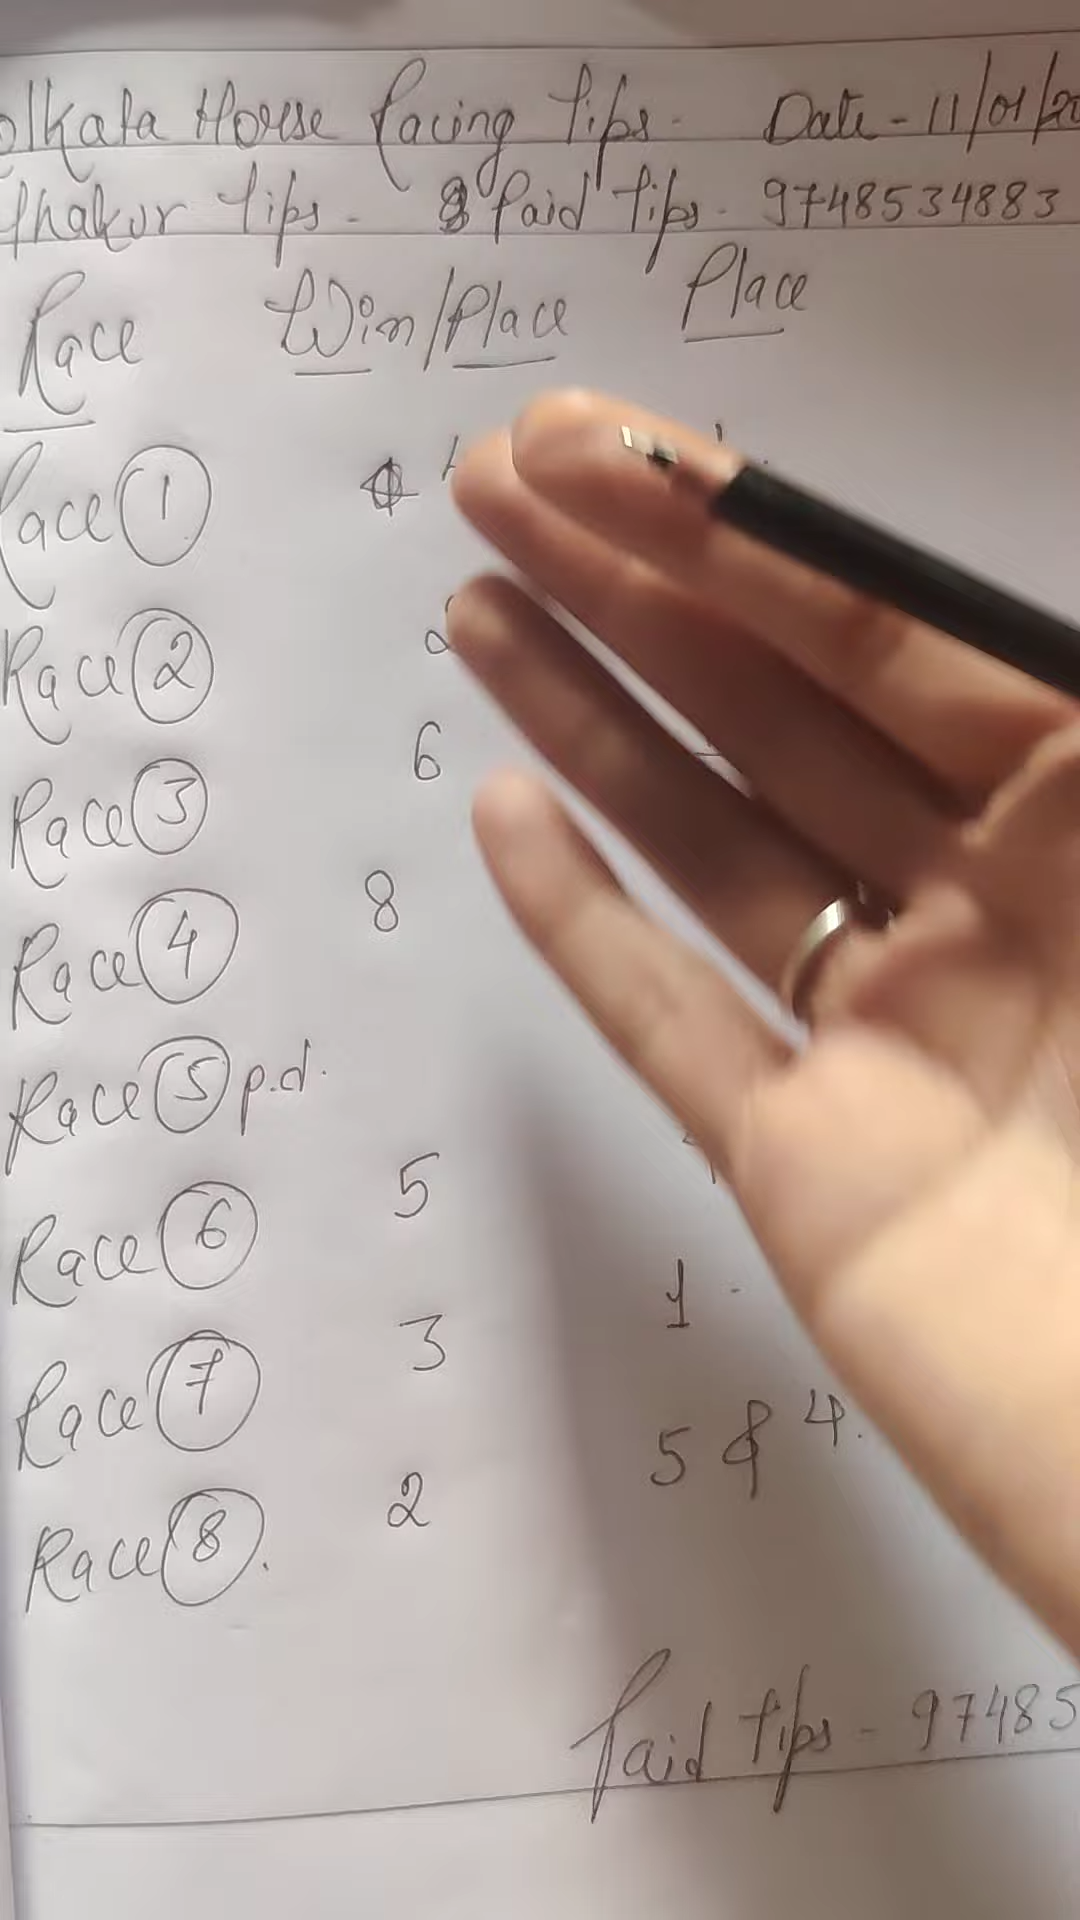 olkata Horse Racing Tips. Date - 11/01/20
Thakur Tips. Paid Tips. 9748534883
Race Win/Place Place
Race 1
Race 2
6
Race 3
8
Race 4
Race 5 p.d.
5
Race 6
1
3
Race 7
5 & 4.
2
Race 8.
Paid Tips - 97485